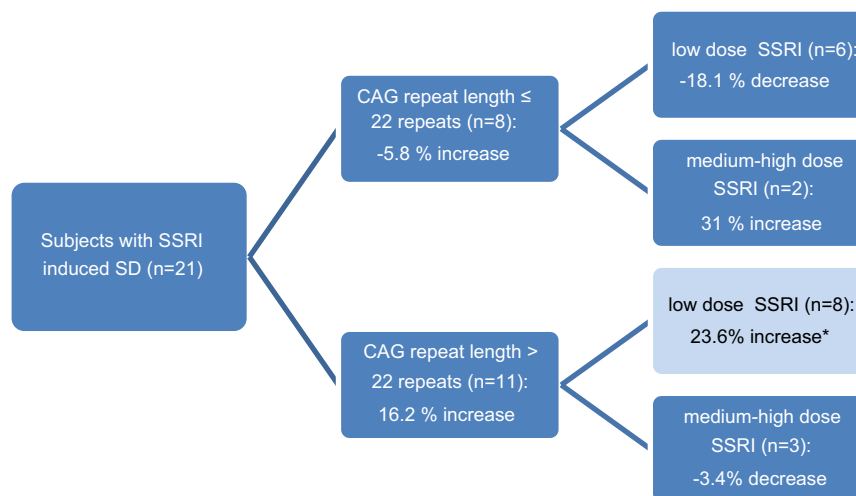 Subjects with SSRI
induced SD (n=21)
CAG repeat length ≤
22 repeats (n=8):
-5.8 % increase
low dose SSRI (n=6):
-18.1 % decrease
medium-high dose
SSRI (n=2):
31 % increase
CAG repeat length >
22 repeats (n=11):
16.2 % increase
low dose SSRI (n=8):
23.6% increase*
medium-high dose
SSRI (n=3):
-3.4% decrease